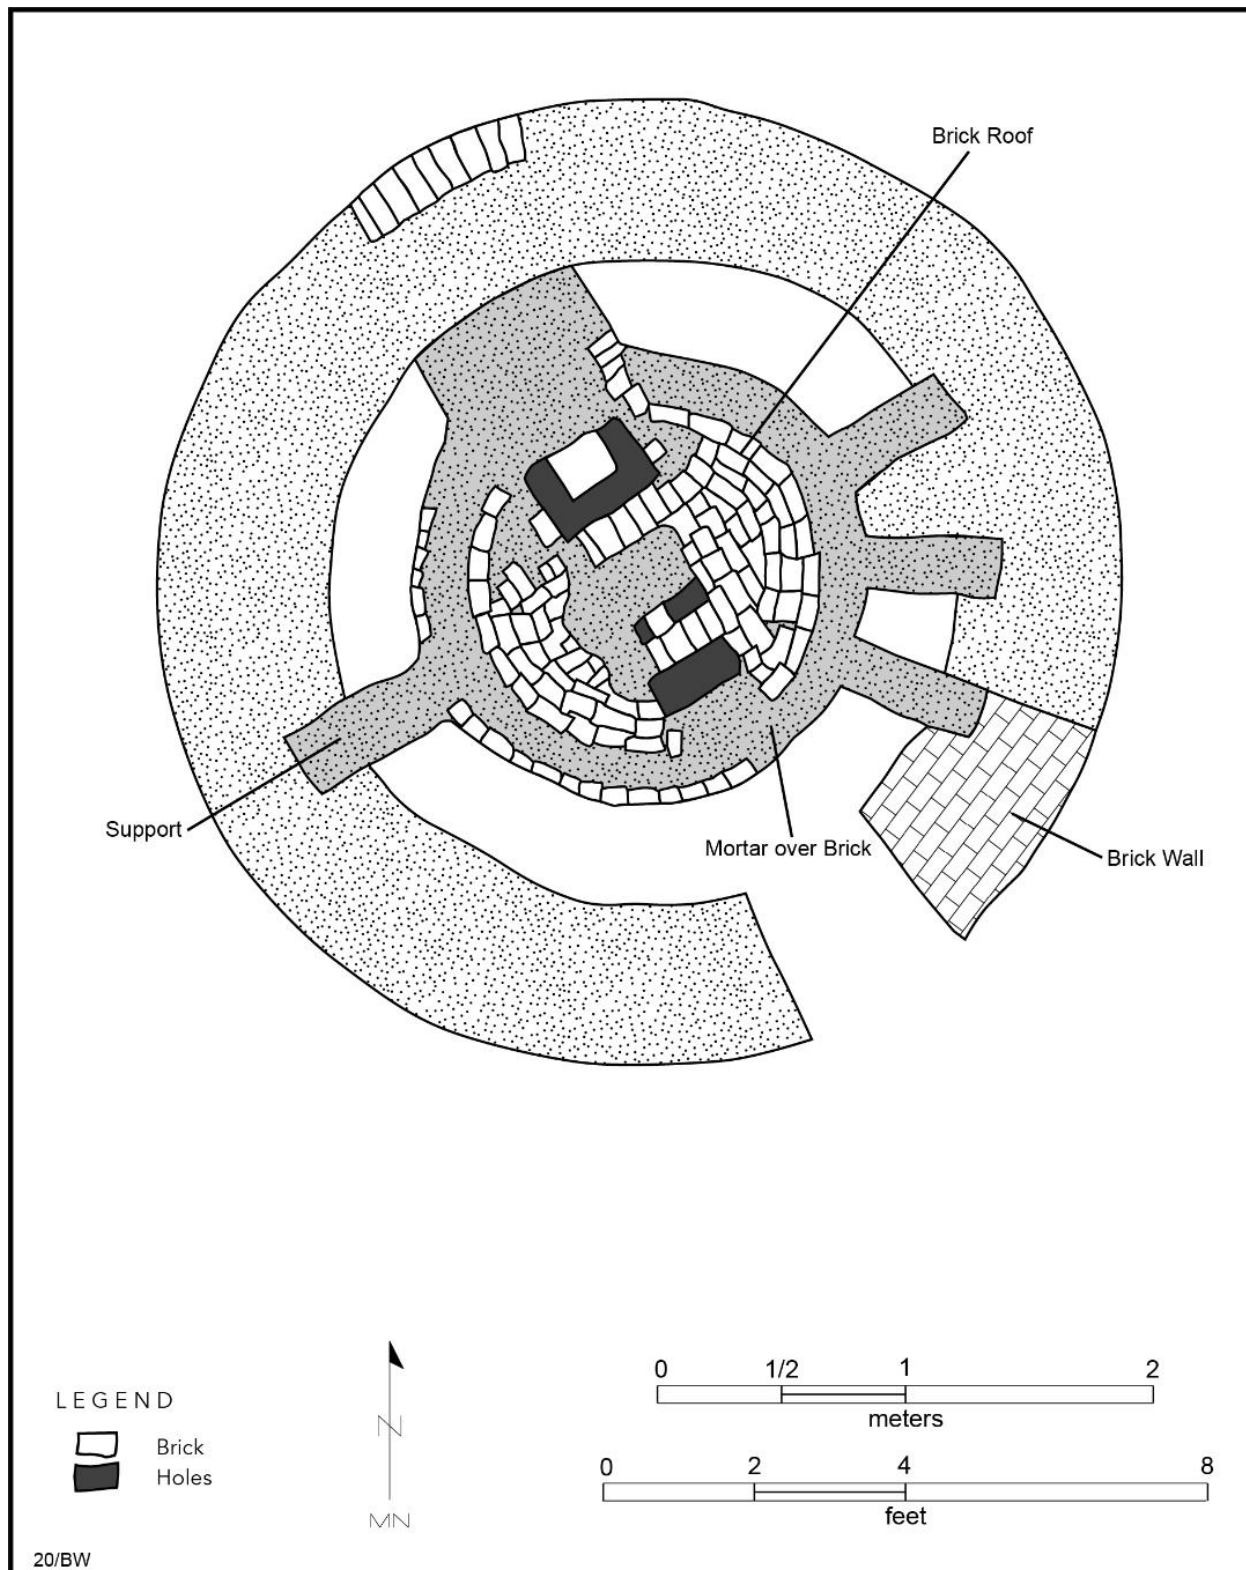 Brick Roof
Support
Mortar over Brick
Brick Wall
LEGEND
Brick
Holes
N
MN
0 1/2 1 2
meters
0 2 4 8
feet
20/BW